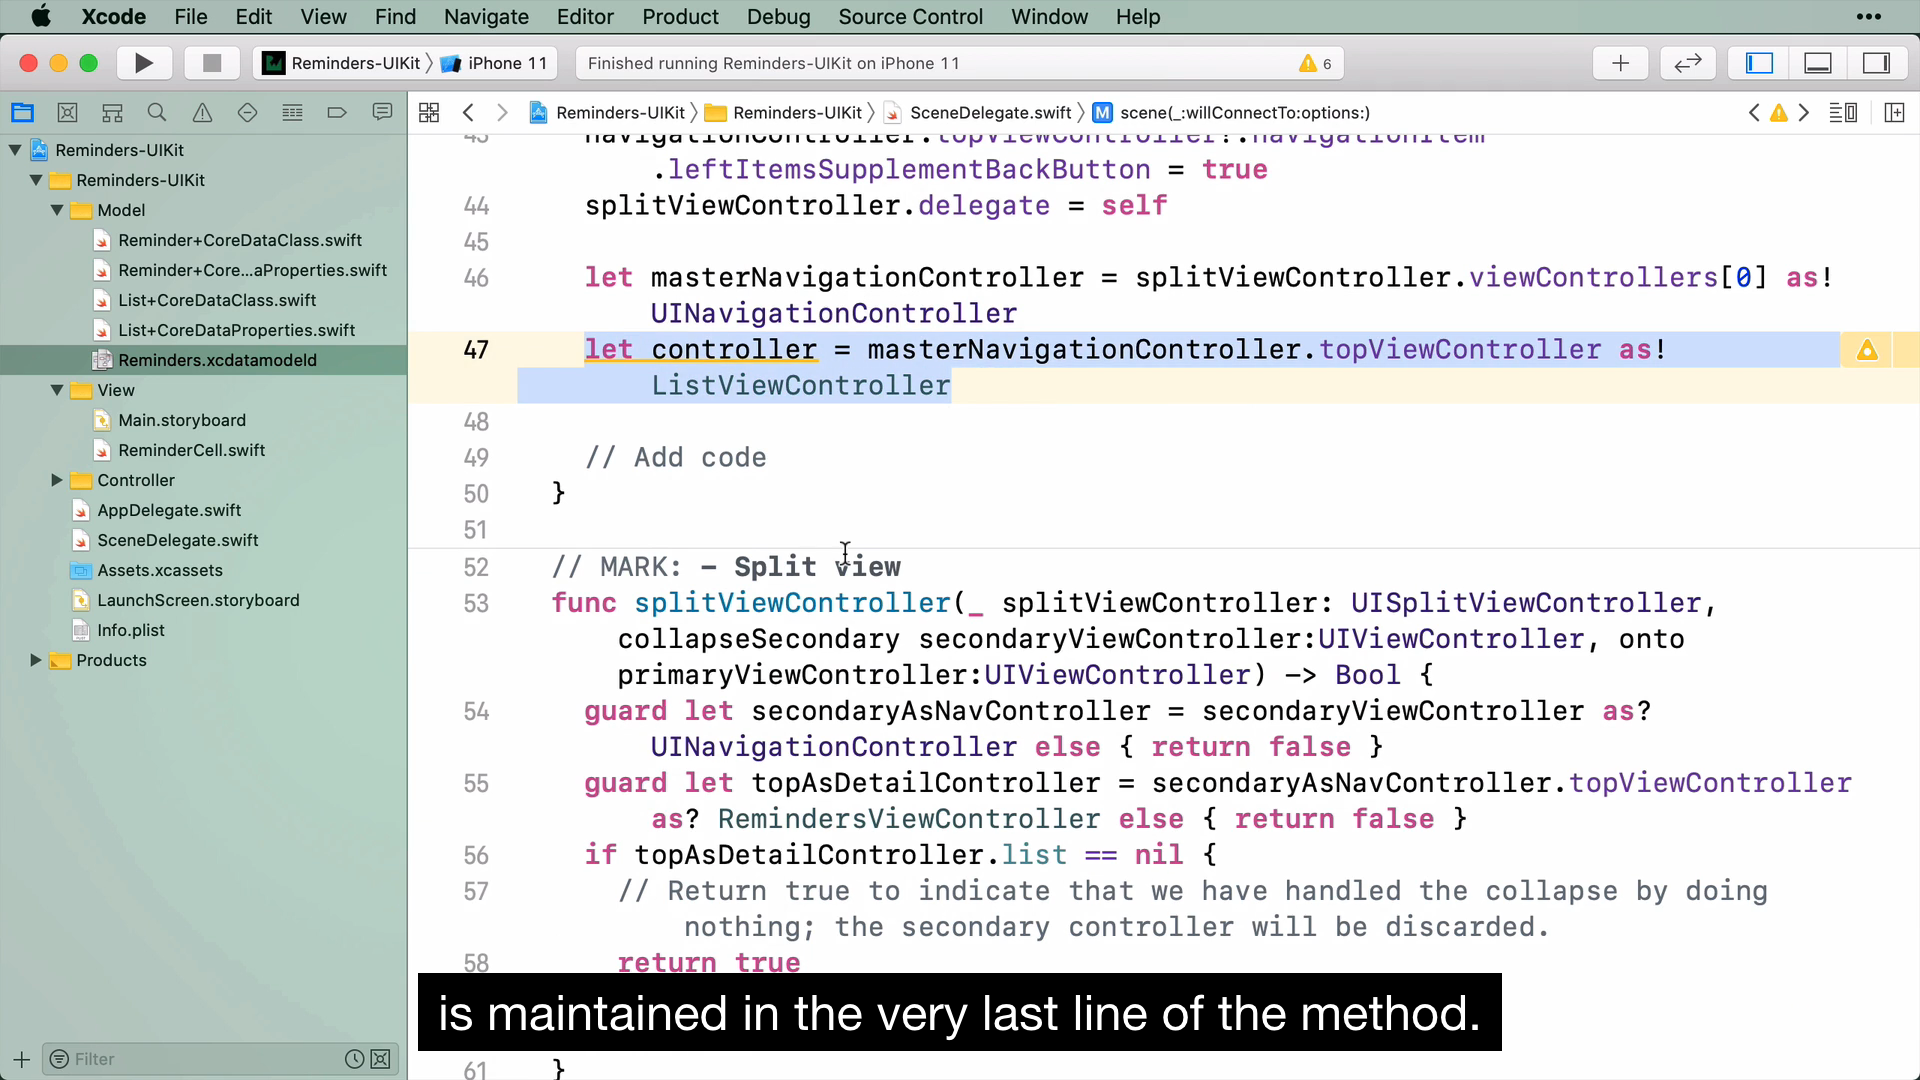 Xcode File Edit View Find Navigate Editor Product Debug Source Control Window Help
Reminders-UIKit iPhone 11 Finished running Reminders-UIKit on iPhone 11 6
Reminders-UIKit Reminders-UIKit SceneDelegate.swift M scene(_:willConnectTo:options:)
Reminders-UIKit
Reminders-UIKit
Model
Reminder+CoreDataClass.swift
Reminder+Core...aProperties.swift
List+CoreDataClass.swift
List+CoreDataProperties.swift
Reminders.xcdatamodeld
View
Main.storyboard
ReminderCell.swift
Controller
AppDelegate.swift
SceneDelegate.swift
Assets.xcassets
LaunchScreen.storyboard
Info.plist
Products
Filter
43 navigationController.topViewController!.navigationItem
.leftItemsSupplementBackButton = true
44 splitViewController.delegate = self
45
46 let masterNavigationController = splitViewController.viewControllers[0] as!
UINavigationController
47 let controller = masterNavigationController.topViewController as!
ListViewController
48
49 // Add code
50 }
51
52 // MARK: - Split view
53 func splitViewController(_ splitViewController: UISplitViewController,
collapseSecondary secondaryViewController:UIViewController, onto
primaryViewController:UIViewController) -> Bool {
54 guard let secondaryAsNavController = secondaryViewController as?
UINavigationController else { return false }
55 guard let topAsDetailController = secondaryAsNavController.topViewController
as? RemindersViewController else { return false }
56 if topAsDetailController.list == nil {
57 // Return true to indicate that we have handled the collapse by doing
nothing; the secondary controller will be discarded.
58 return true
is maintained in the very last line of the method.
61 }